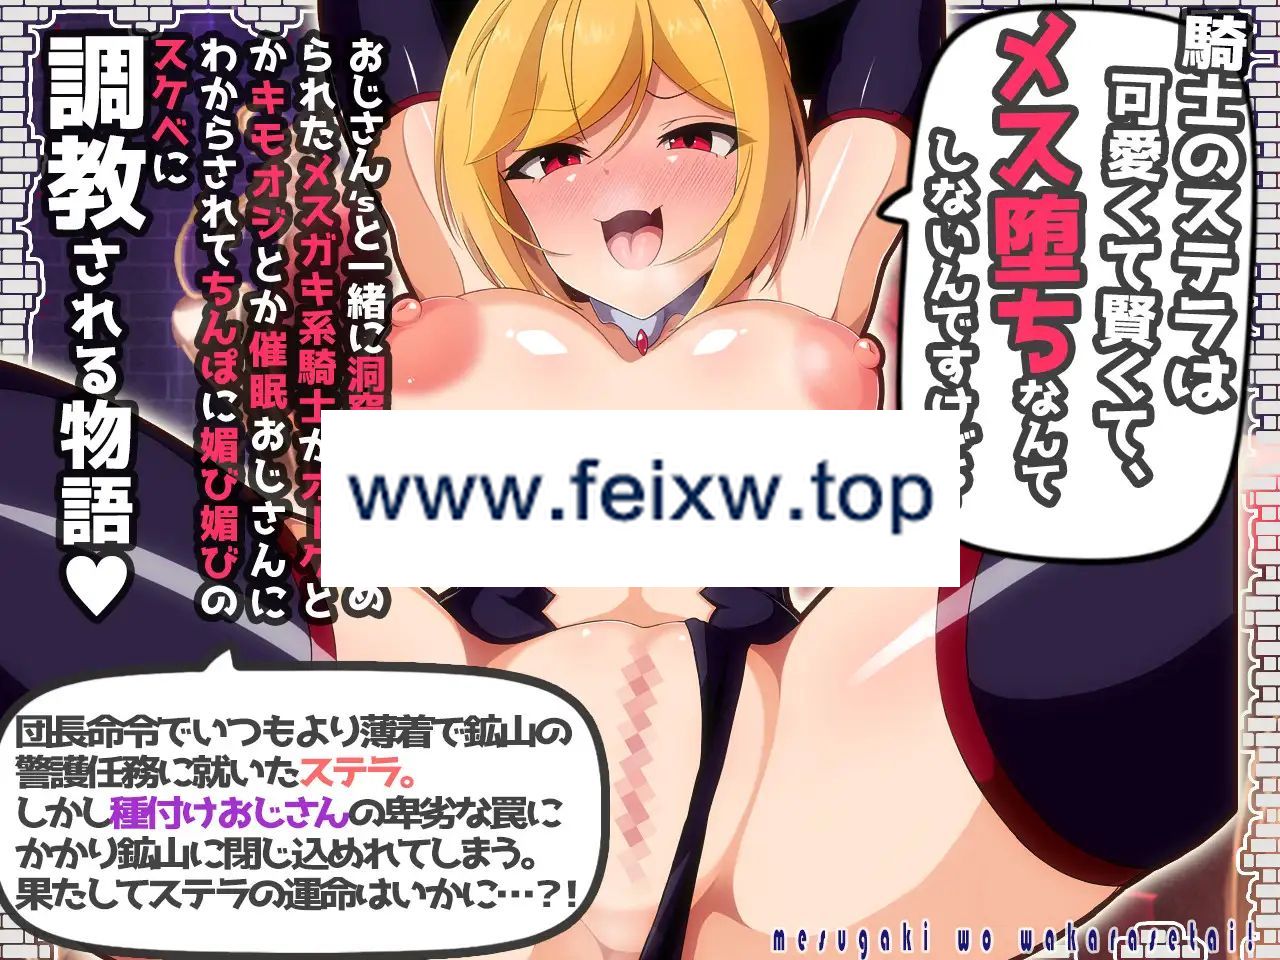 騎士のステラは
可愛くて賢くて、
メス堕ちなんて
しないんですけ
おじさん'sと一緒に洞窟
め
られたメスガキ系騎士が
と
かキモオジとか催眠おじさんに
わからされてちんぽに媚び媚びの
スケベに
調教される物語♥
www.feixw.top
団長命令でいつもより薄着で鉱山の
警護任務に就いたステラ。
しかし種付けおじさんの卑劣な罠に
かかり鉱山に閉じ込めれてしまう。
果たしてステラの運命はいかに…?!
mesugaki wo wakarasetai!